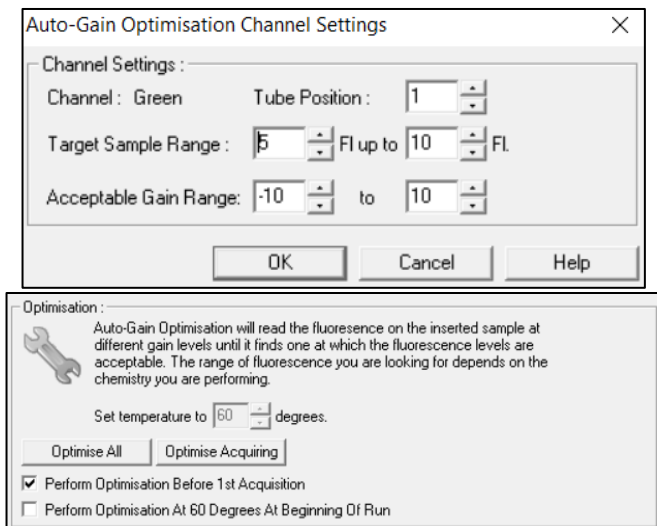 Auto-Gain Optimisation Channel Settings
Channel Settings :
Channel : Green Tube Position : 1
Target Sample Range : 5 Fl up to 10 Fl.
Acceptable Gain Range: -10 to 10
OK Cancel Help
Optimisation :
Auto-Gain Optimisation will read the fluoresence on the inserted sample at
different gain levels until it finds one at which the fluorescence levels are
acceptable. The range of fluorescence you are looking for depends on the
chemistry you are performing.
Set temperature to 60 degrees.
Optimise All Optimise Acquiring
Perform Optimisation Before 1st Acquisition
Perform Optimisation At 60 Degrees At Beginning Of Run